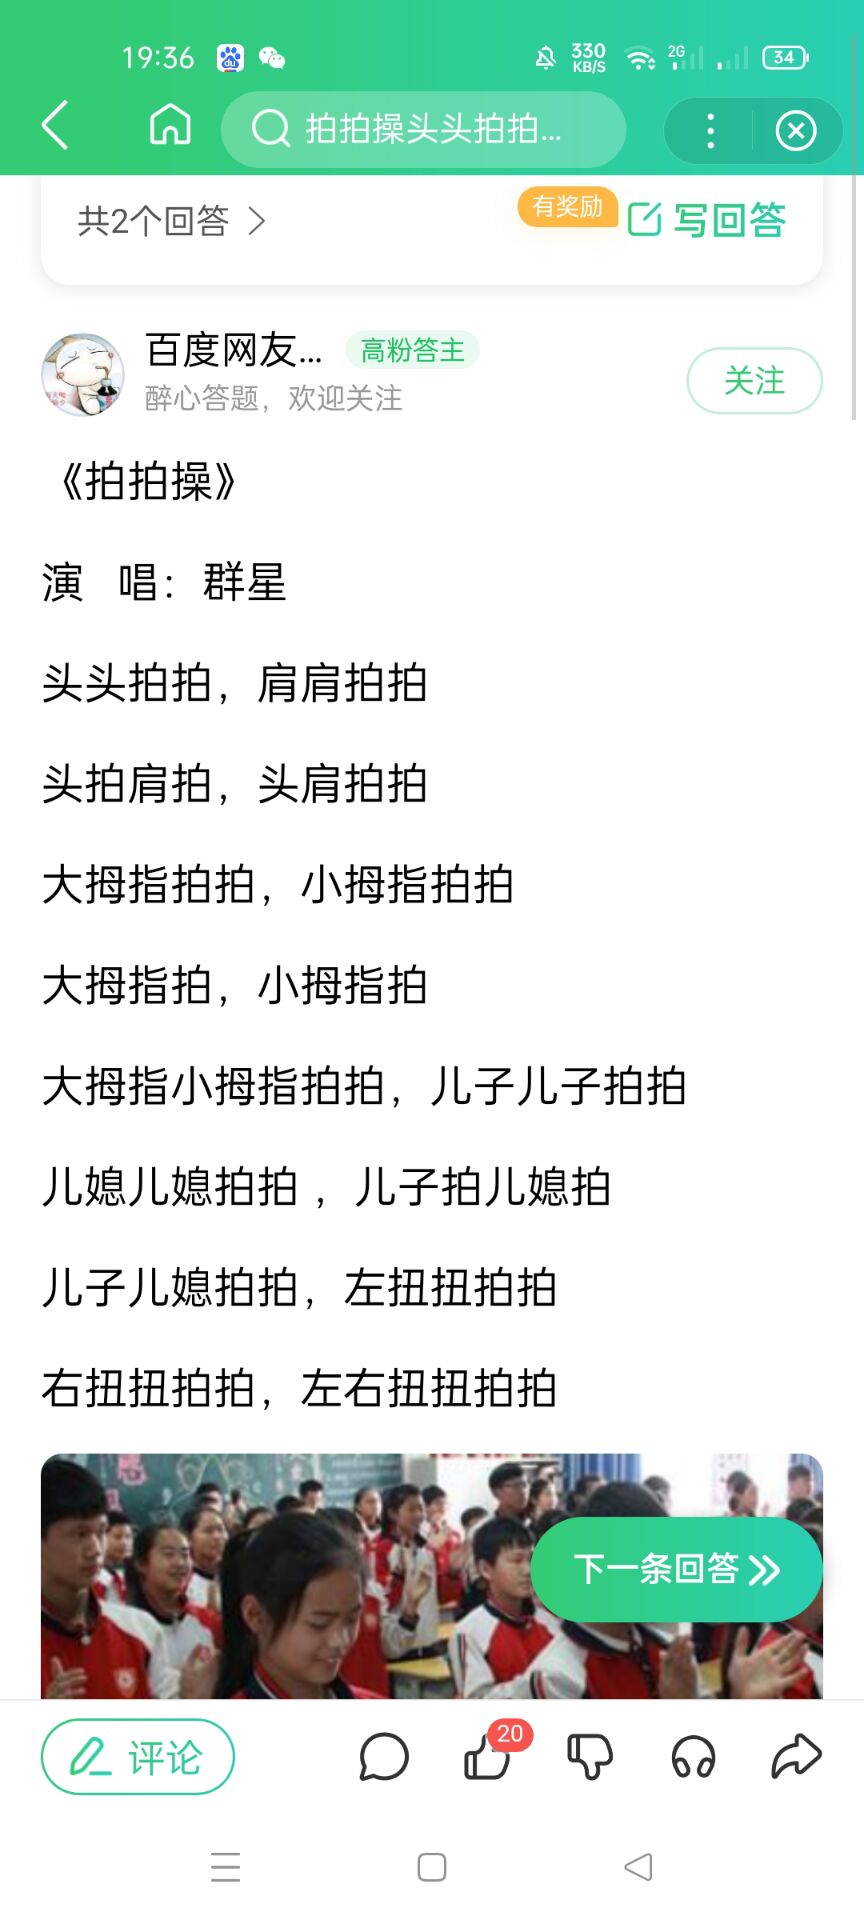 19:36 du 330 KB/S 2G 34
拍拍操头头拍拍...
共2个回答
有奖励
写回答
百度网友... 高粉答主
醉心答题，欢迎关注
关注
《拍拍操》
演 唱：群星
头头拍拍，肩肩拍拍
头拍肩拍，头肩拍拍
大拇指拍拍，小拇指拍拍
大拇指拍，小拇指拍
大拇指小拇指拍拍，儿子儿子拍拍
儿媳儿媳拍拍 ，儿子拍儿媳拍
儿子儿媳拍拍，左扭扭拍拍
右扭扭拍拍，左右扭扭拍拍
下一条回答
评论
20